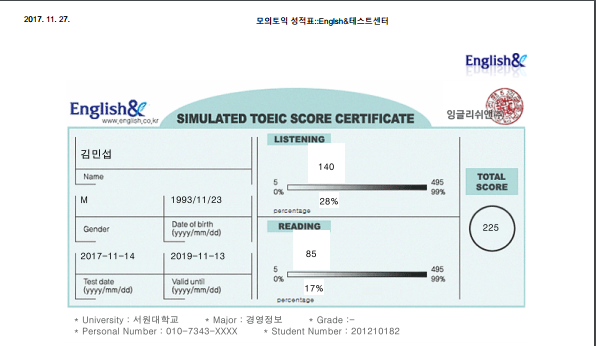 2017. 11. 27.
모의토익 성적표::English&테스트센터
English&
English&
www.english.co.kr
SIMULATED TOEIC SCORE CERTIFICATE
잉글리쉬앤㈜
김민섭
Name
M
1993/11/23
Gender
Date of birth
(yyyy/mm/dd)
2017-11-14
2019-11-13
Test date
(yyyy/mm/dd)
Valid until
(yyyy/mm/dd)
LISTENING
140
5
495
0%
99%
28%
percentage
READING
85
5
495
0%
99%
17%
percentage
TOTAL
SCORE
225
* University : 서원대학교 * Major : 경영정보 * Grade :-
* Personal Number : 010-7343-XXXX * Student Number : 201210182